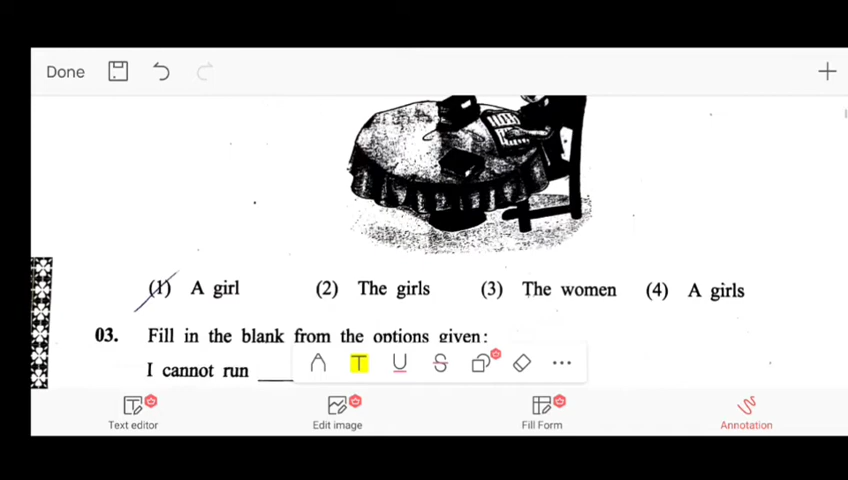 Done
(1) A girl (2) The girls (3) The women (4) A girls
03. Fill in the blank from the options given:
I cannot run
T U S
Text editor Edit image Fill Form Annotation